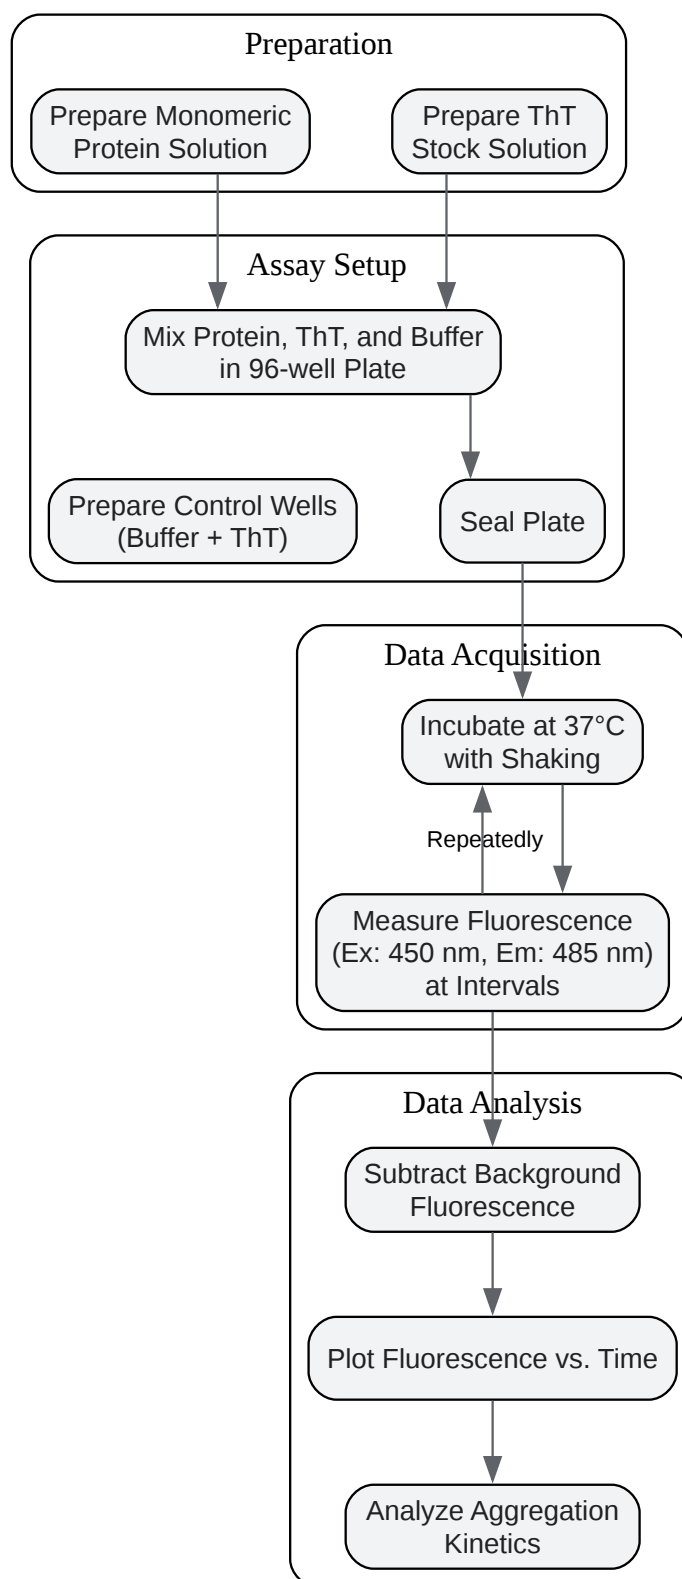 Preparation
Prepare Monomeric
Protein Solution
Prepare ThT
Stock Solution
Assay Setup
Mix Protein, ThT, and Buffer
in 96-well Plate
Prepare Control Wells
(Buffer + ThT)
Seal Plate
Data Acquisition
Incubate at 37°C
with Shaking
Repeatedly
Measure Fluorescence
(Ex: 450 nm, Em: 485 nm)
at Intervals
Data Analysis
Subtract Background
Fluorescence
Plot Fluorescence vs. Time
Analyze Aggregation
Kinetics